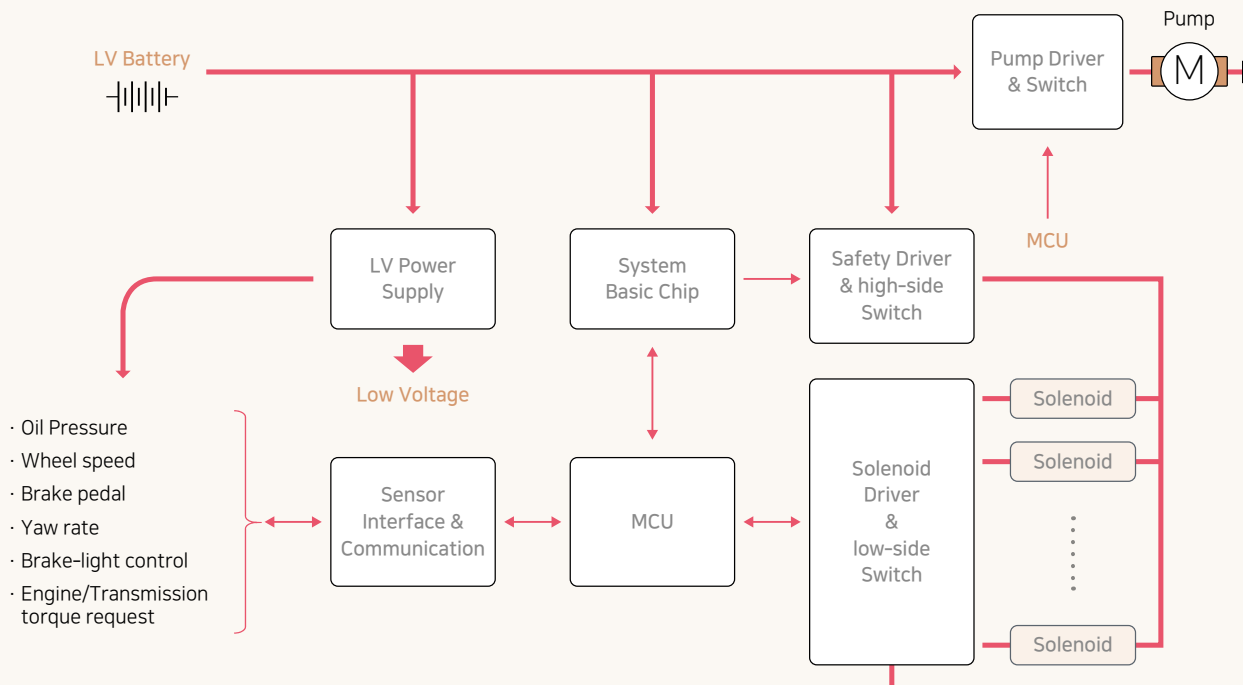 Pump
LV Battery
Pump Driver
& Switch
M
MCU
LV Power
Supply
System
Basic Chip
Safety Driver
& high-side
Switch
Low Voltage
· Oil Pressure
· Wheel speed
· Brake pedal
· Yaw rate
· Brake-light control
· Engine/Transmission
torque request
Sensor
Interface &
Communication
MCU
Solenoid
Driver
&
low-side
Switch
Solenoid
Solenoid
Solenoid